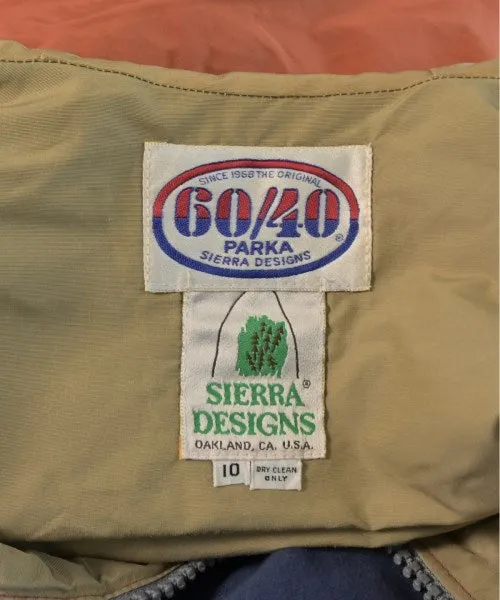 SINCE 1968 THE ORIGINAL
60/40
®
PARKA
SIERRA DESIGNS
SIERRA®
DESIGNS
OAKLAND, CA. U.S.A.
10
DRY CLEAN
ONLY